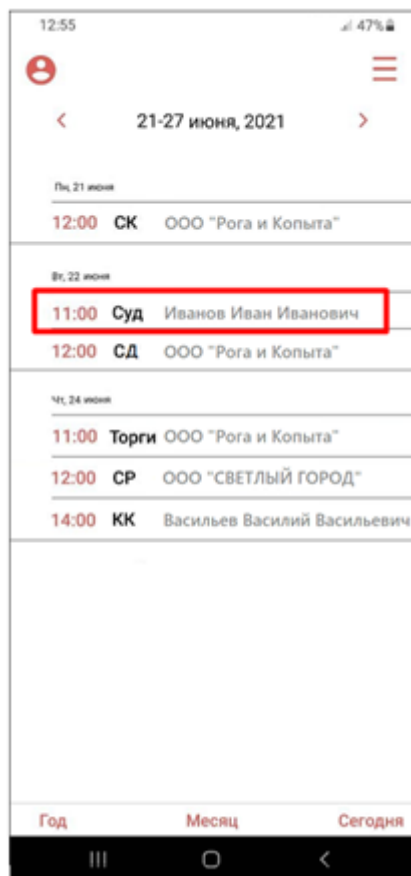 12:55 47%
21-27 июня, 2021
Пн, 21 июня
12:00 СК ООО "Рога и Копыта"
Вт, 22 июня
11:00 Суд Иванов Иван Иванович
12:00 СД ООО "Рога и Копыта"
Чт, 24 июня
11:00 Торги ООО "Рога и Копыта"
12:00 СР ООО "СВЕТЛЫЙ ГОРОД"
14:00 КК Васильев Василий Васильевич
Год Месяц Сегодня